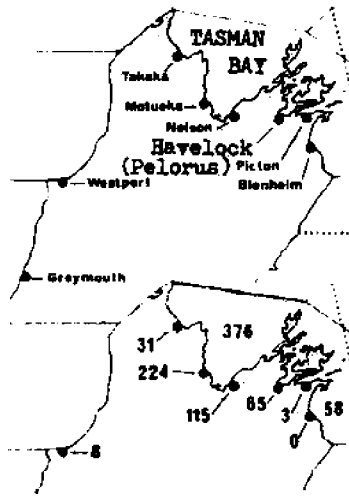 TASMAN
BAY
Takaka
Motueka
Nelson
Havelock
(Pelorus)
Picton
Blenheim
Westport
Greymouth
31
376
224
115
65
3
58
0
8